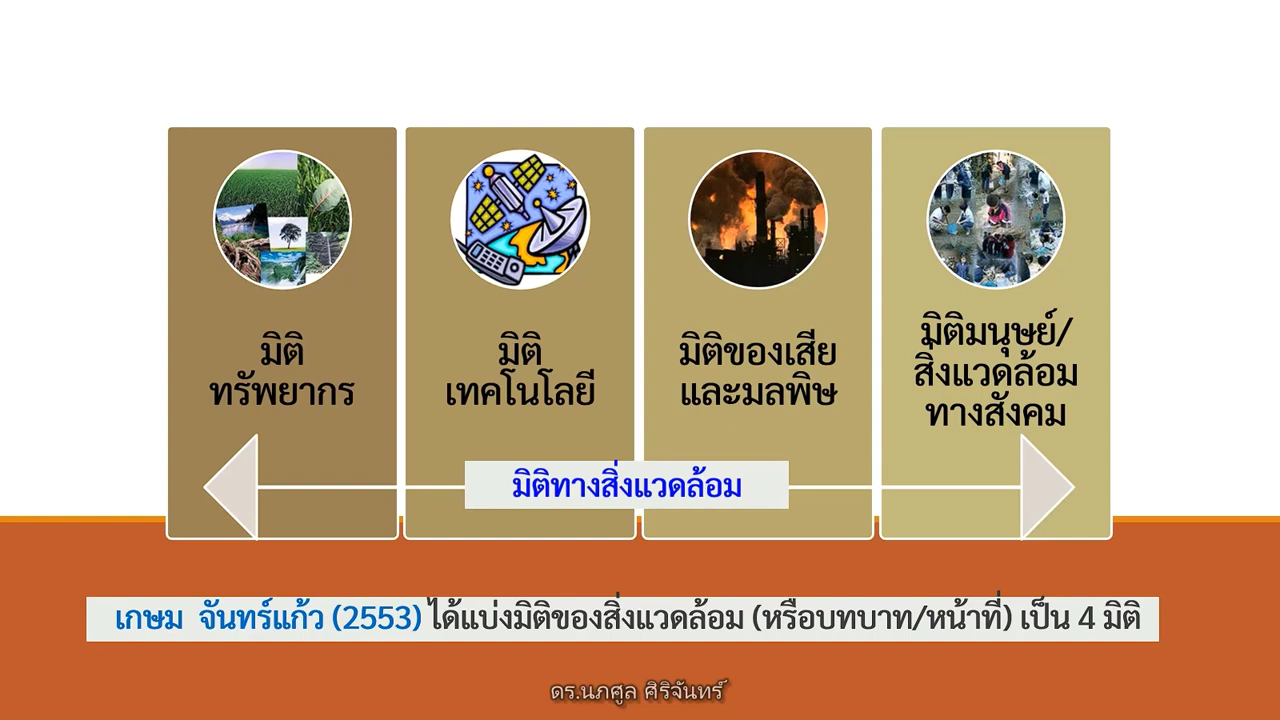 มิติ
ทรัพยากร
มิติ
เทคโนโลยี
มิติของเสีย
และมลพิษ
มิติมนุษย์/
สิ่งแวดล้อม
ทางสังคม
มิติทางสิ่งแวดล้อม
เกษม จันทร์แก้ว (2553) ได้แบ่งมิติของสิ่งแวดล้อม (หรือบทบาท/หน้าที่) เป็น 4 มิติ
ดร.นภศูล ศิริจันทร์